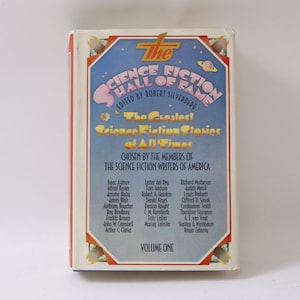 The
SCIENCE FICTION
HALL OF FAME
EDITED BY ROBERT SILVERBERG
The Greatest
Science Fiction Stories
of All Times
CHOSEN BY THE MEMBERS OF
THE SCIENCE FICTION WRITERS OF AMERICA
Isaac Asimov
Alfred Bester
Jerome Bixby
James Blish
Anthony Boucher
Ray Bradbury
Fredric Brown
John W. Campbell
Arthur C. Clarke
Lester del Rey
Tom Godwin
Robert A. Heinlein
Daniel Keyes
Damon Knight
C.M. Kornbluth
Fritz Leiber
Murray Leinster
Richard Matheson
Judith Merril
Lewis Padgett
Clifford D. Simak
Cordwainer Smith
Theodore Sturgeon
A. E. van Vogt
Stanley G. Weinbaum
Roger Zelazny
VOLUME ONE